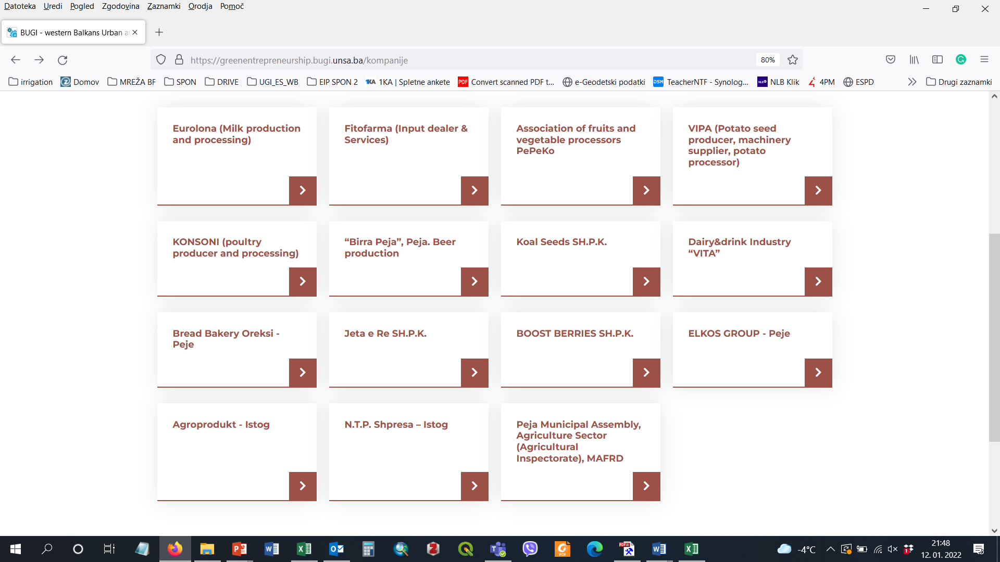 Datoteka Uredi Pogled Zgodovina Zaznamki Orodja Pomoč
BUGI - western Balkans Urban a
https://greenentrepreneurship.bugi.unsa.ba/kompanije
80%
irrigation
Domov
MREŽA BF
SPON
DRIVE
UGI_ES_WB
EIP SPON 2
1KA | Spletne ankete
Convert scanned PDF t...
e-Geodetski podatki
TeacherNTF - Synolog...
NLB Klik
4PM
ESPD
Drugi zaznamki
Eurolona (Milk production
and processing)
Fitofarma (Input dealer &
Services)
Association of fruits and
vegetable processors
PePeKo
VIPA (Potato seed
producer, machinery
supplier, potato
processor)
KONSONI (poultry
producer and processing)
“Birra Peja”, Peja. Beer
production
Koal Seeds SH.P.K.
Dairy&drink Industry
“VITA”
Bread Bakery Oreksi -
Peje
Jeta e Re SH.P.K.
BOOST BERRIES SH.P.K.
ELKOS GROUP - Peje
Agroprodukt - Istog
N.T.P. Shpresa – Istog
Peja Municipal Assembly,
Agriculture Sector
(Agricultural
Inspectorate), MAFRD
-4°C
21:48
12. 01. 2022